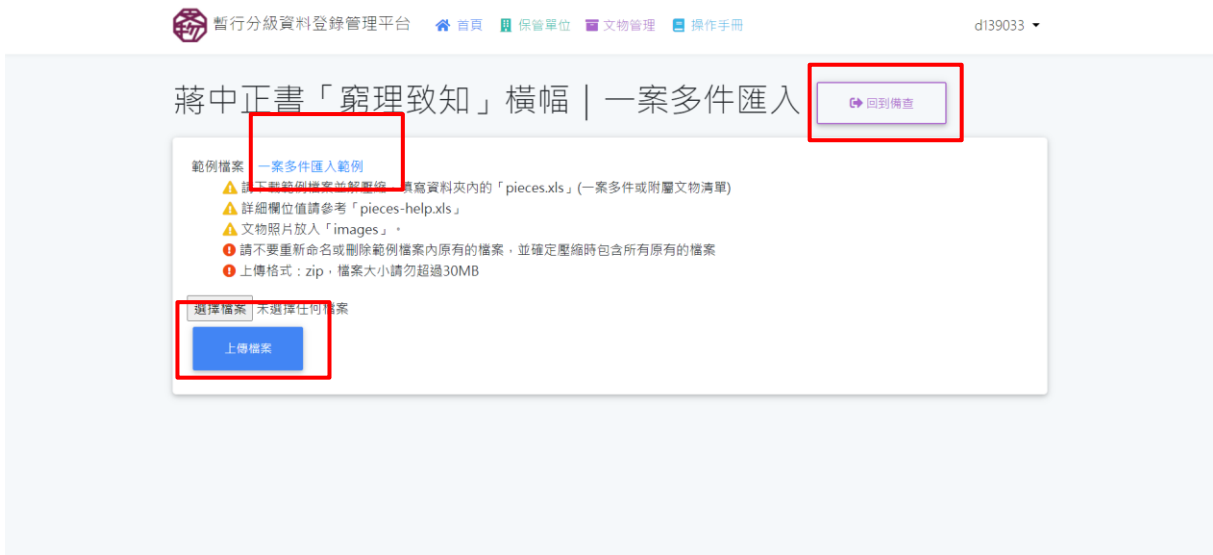 暫行分級資料登錄管理平台 首頁 保管單位 文物管理 操作手冊 d139033
蔣中正書「窮理致知」橫幅 | 一案多件匯入 回到備查
範例檔案 一案多件匯入範例
請下載範例檔案並解壓縮，填寫資料夾內的「pieces.xls」(一案多件或附屬文物清單)
詳細欄位值請參考「pieces-help.xls」
文物照片放入「images」。
請不要重新命名或刪除範例檔案內原有的檔案，並確定壓縮時包含所有原有的檔案
上傳格式：zip，檔案大小請勿超過30MB
選擇檔案 未選擇任何檔案
上傳檔案